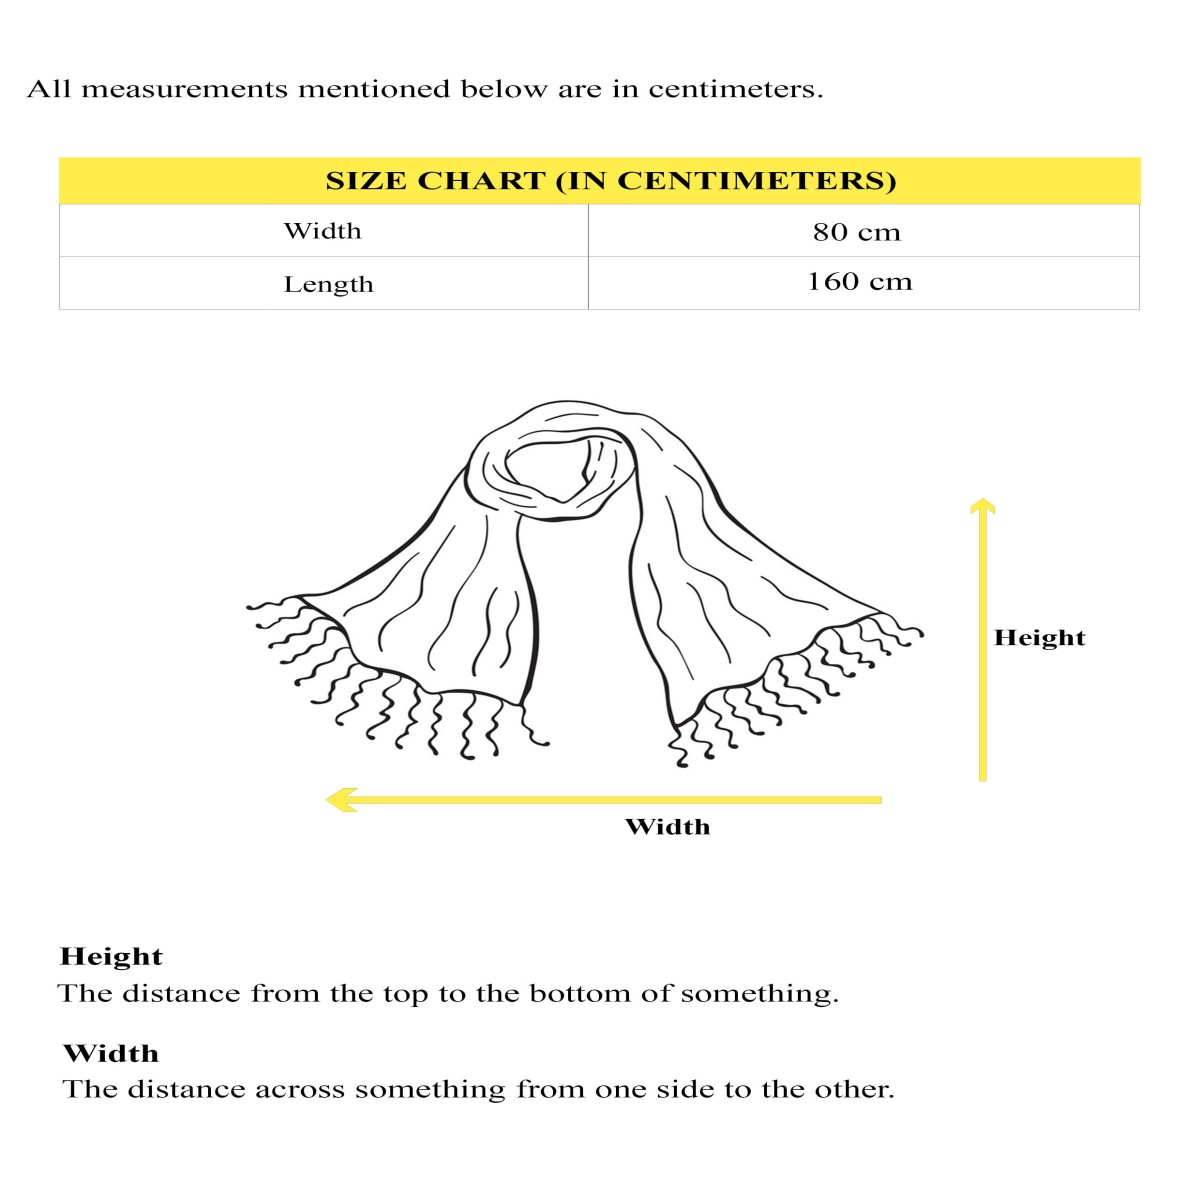 All measurements mentioned below are in centimeters.
SIZE CHART (IN CENTIMETERS)
Width 80 cm
Length 160 cm
Height
Width
Height
The distance from the top to the bottom of something.
Width
The distance across something from one side to the other.